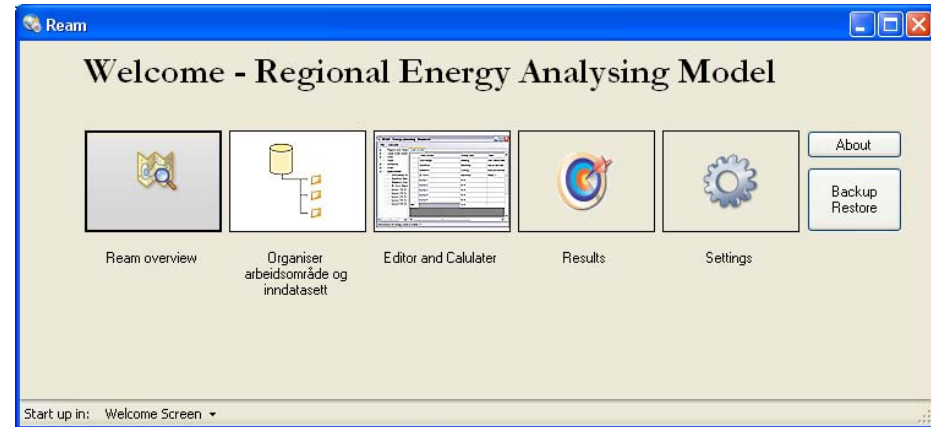 Ream
Welcome - Regional Energy Analysing Model
About
Backup
Restore
Ream overview
Organiser
arbeidsområde og
inndatasett
Editor and Calulater
Results
Settings
Start up in: Welcome Screen